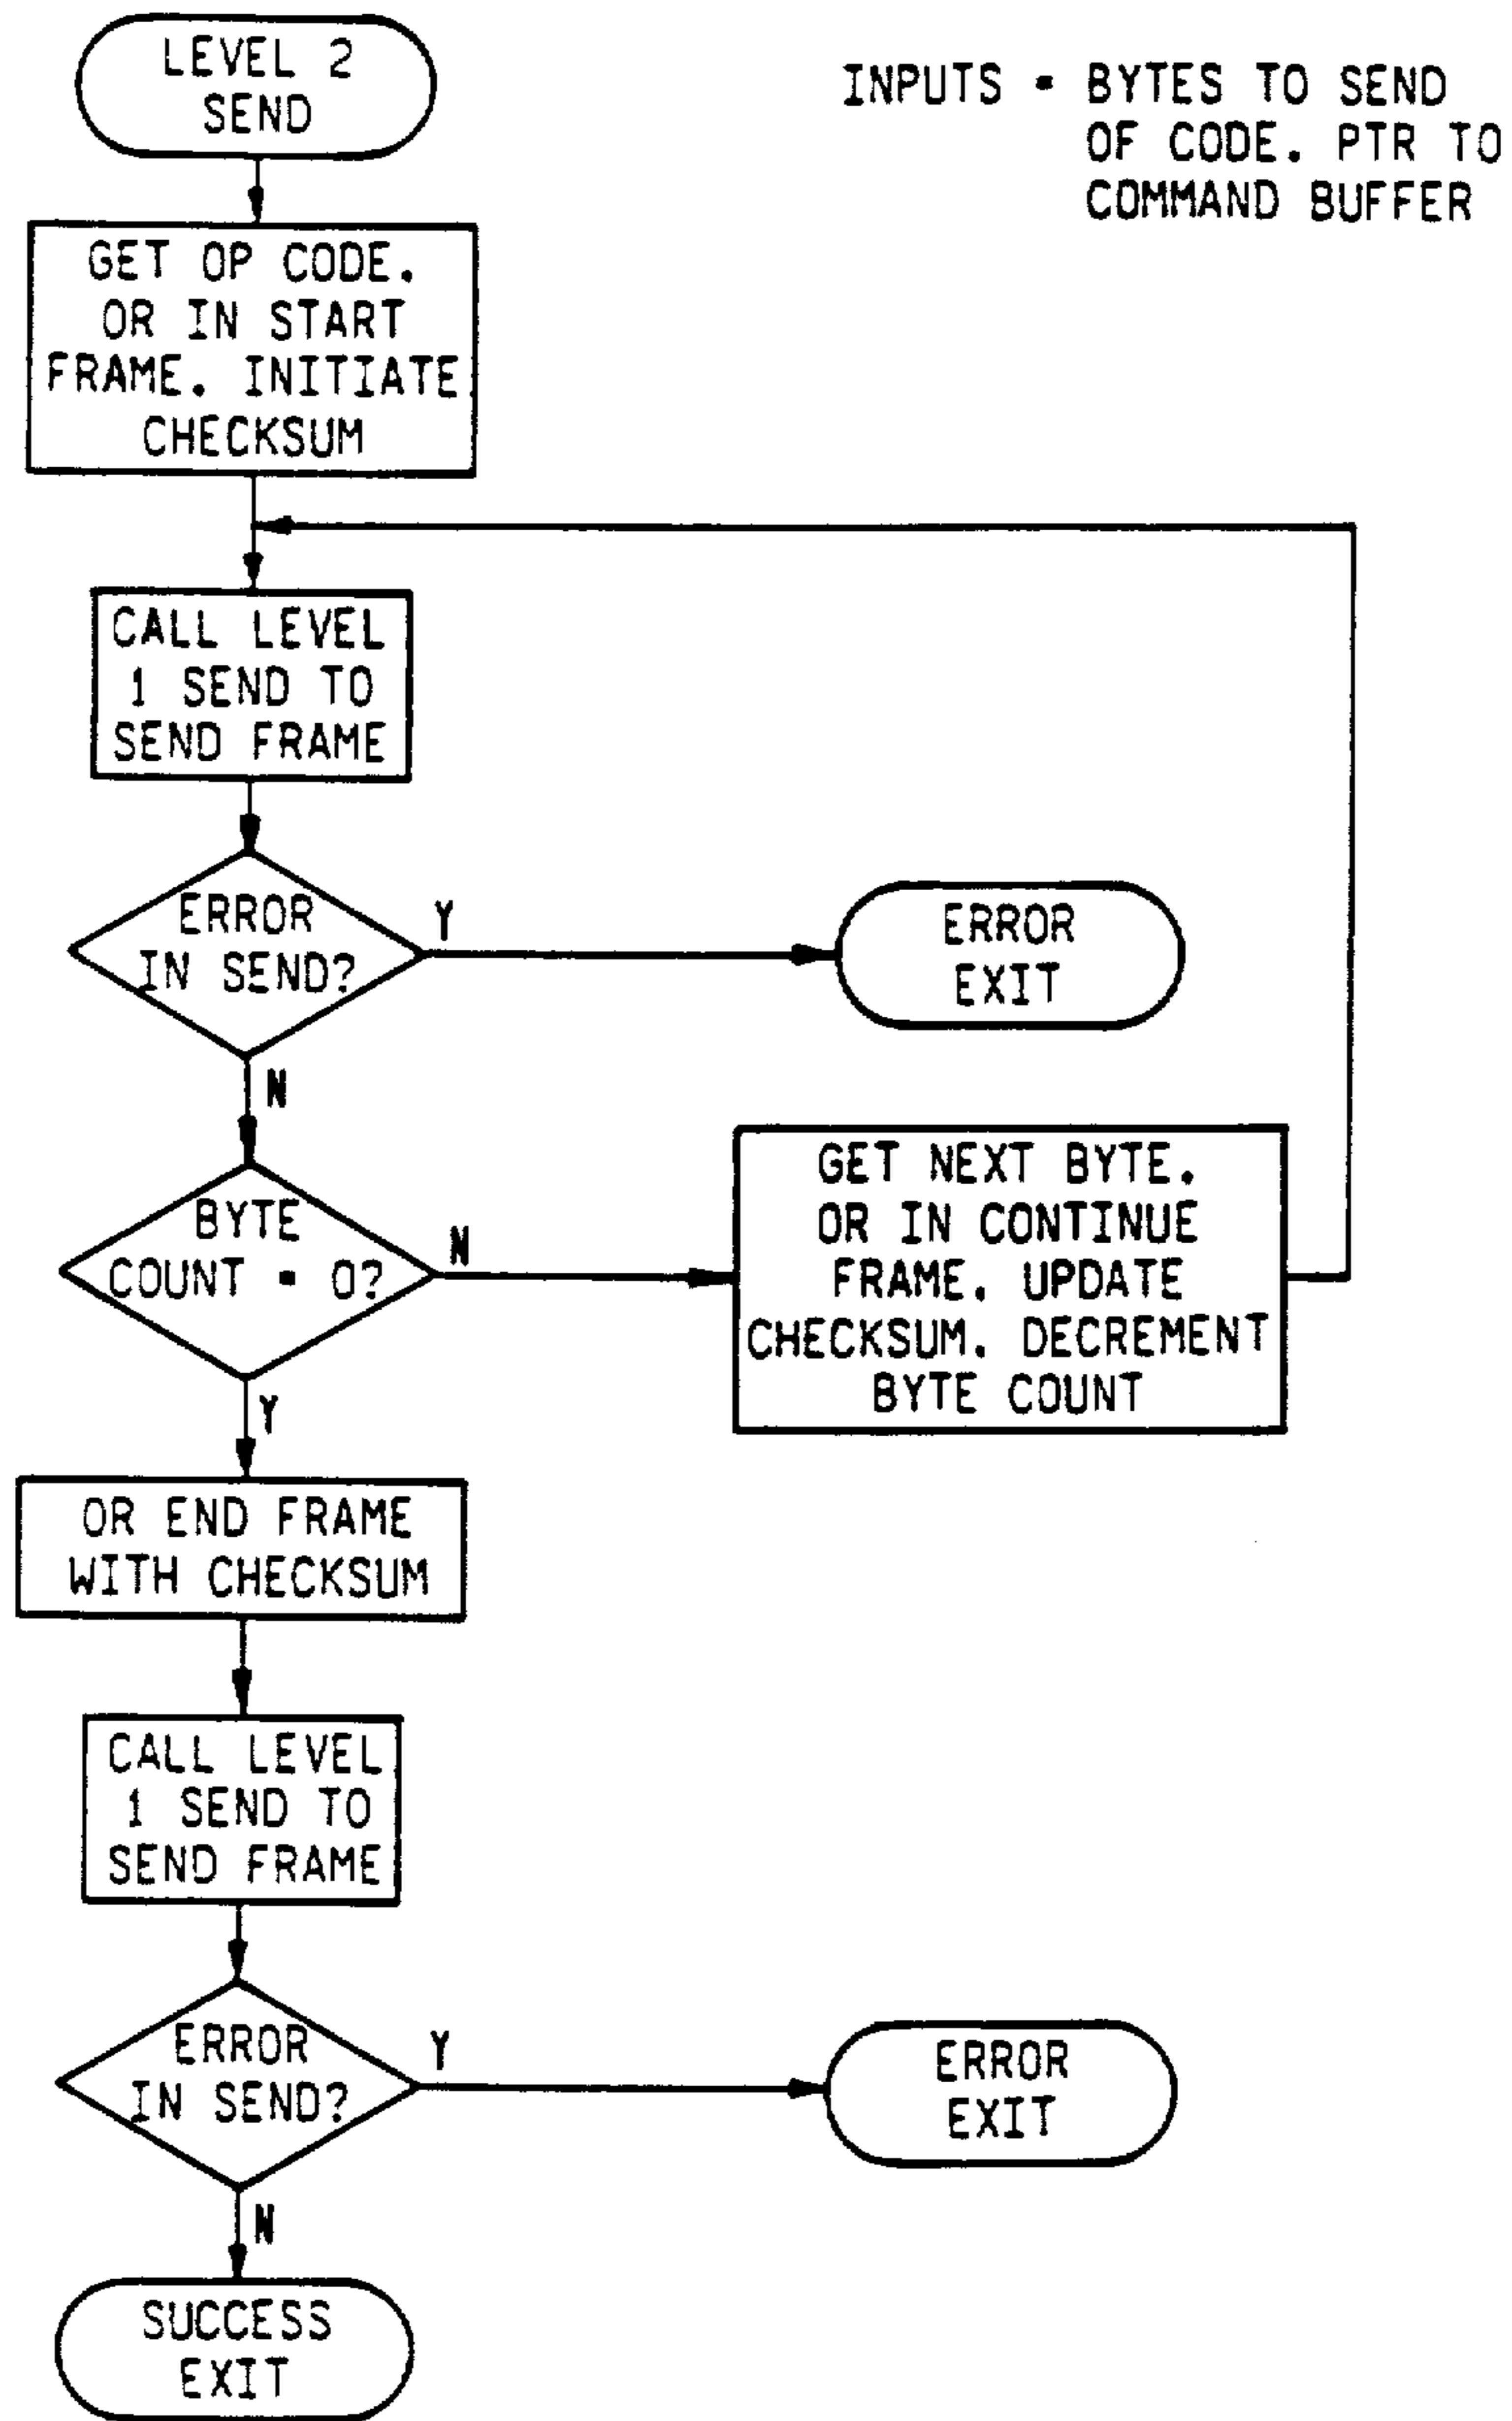 LEVEL 2
SEND
INPUTS = BYTES TO SEND
OF CODE. PTR TO
COMMAND BUFFER
GET OP CODE.
OR IN START
FRAME. INITIATE
CHECKSUM
CALL LEVEL
1 SEND TO
SEND FRAME
ERROR
IN SEND?
Y
ERROR
EXIT
N
BYTE
COUNT = 0?
N
GET NEXT BYTE.
OR IN CONTINUE
FRAME. UPDATE
CHECKSUM. DECREMENT
BYTE COUNT
Y
OR END FRAME
WITH CHECKSUM
CALL LEVEL
1 SEND TO
SEND FRAME
ERROR
IN SEND?
Y
ERROR
EXIT
N
SUCCESS
EXIT